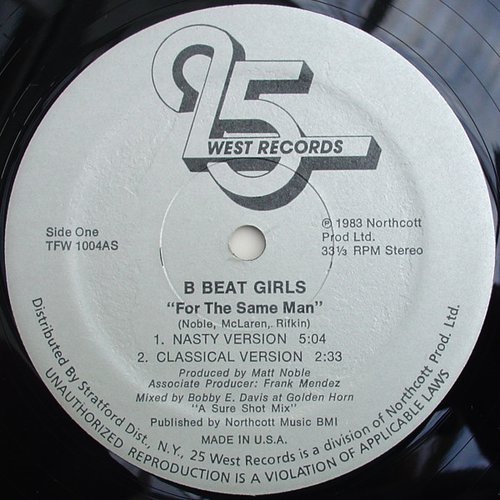 25
WEST RECORDS
Side One
TFW 1004AS
℗ 1983 Northcott
Prod Ltd.
33⅓ RPM Stereo
B BEAT GIRLS
"For The Same Man"
(Noble, McLaren, Rifkin)
1. NASTY VERSION 5:04
2. CLASSICAL VERSION 2:33
Produced by Matt Noble
Associate Producer: Frank Mendez
Mixed by Bobby E. Davis at Golden Horn
"A Sure Shot Mix"
Published by Northcott Music BMI
MADE IN U.S.A.
Distributed By Stratford Dist., N.Y., 25 West Records is a division of Northcott Prod. Ltd.
UNAUTHORIZED REPRODUCTION IS A VIOLATION OF APPLICABLE LAWS